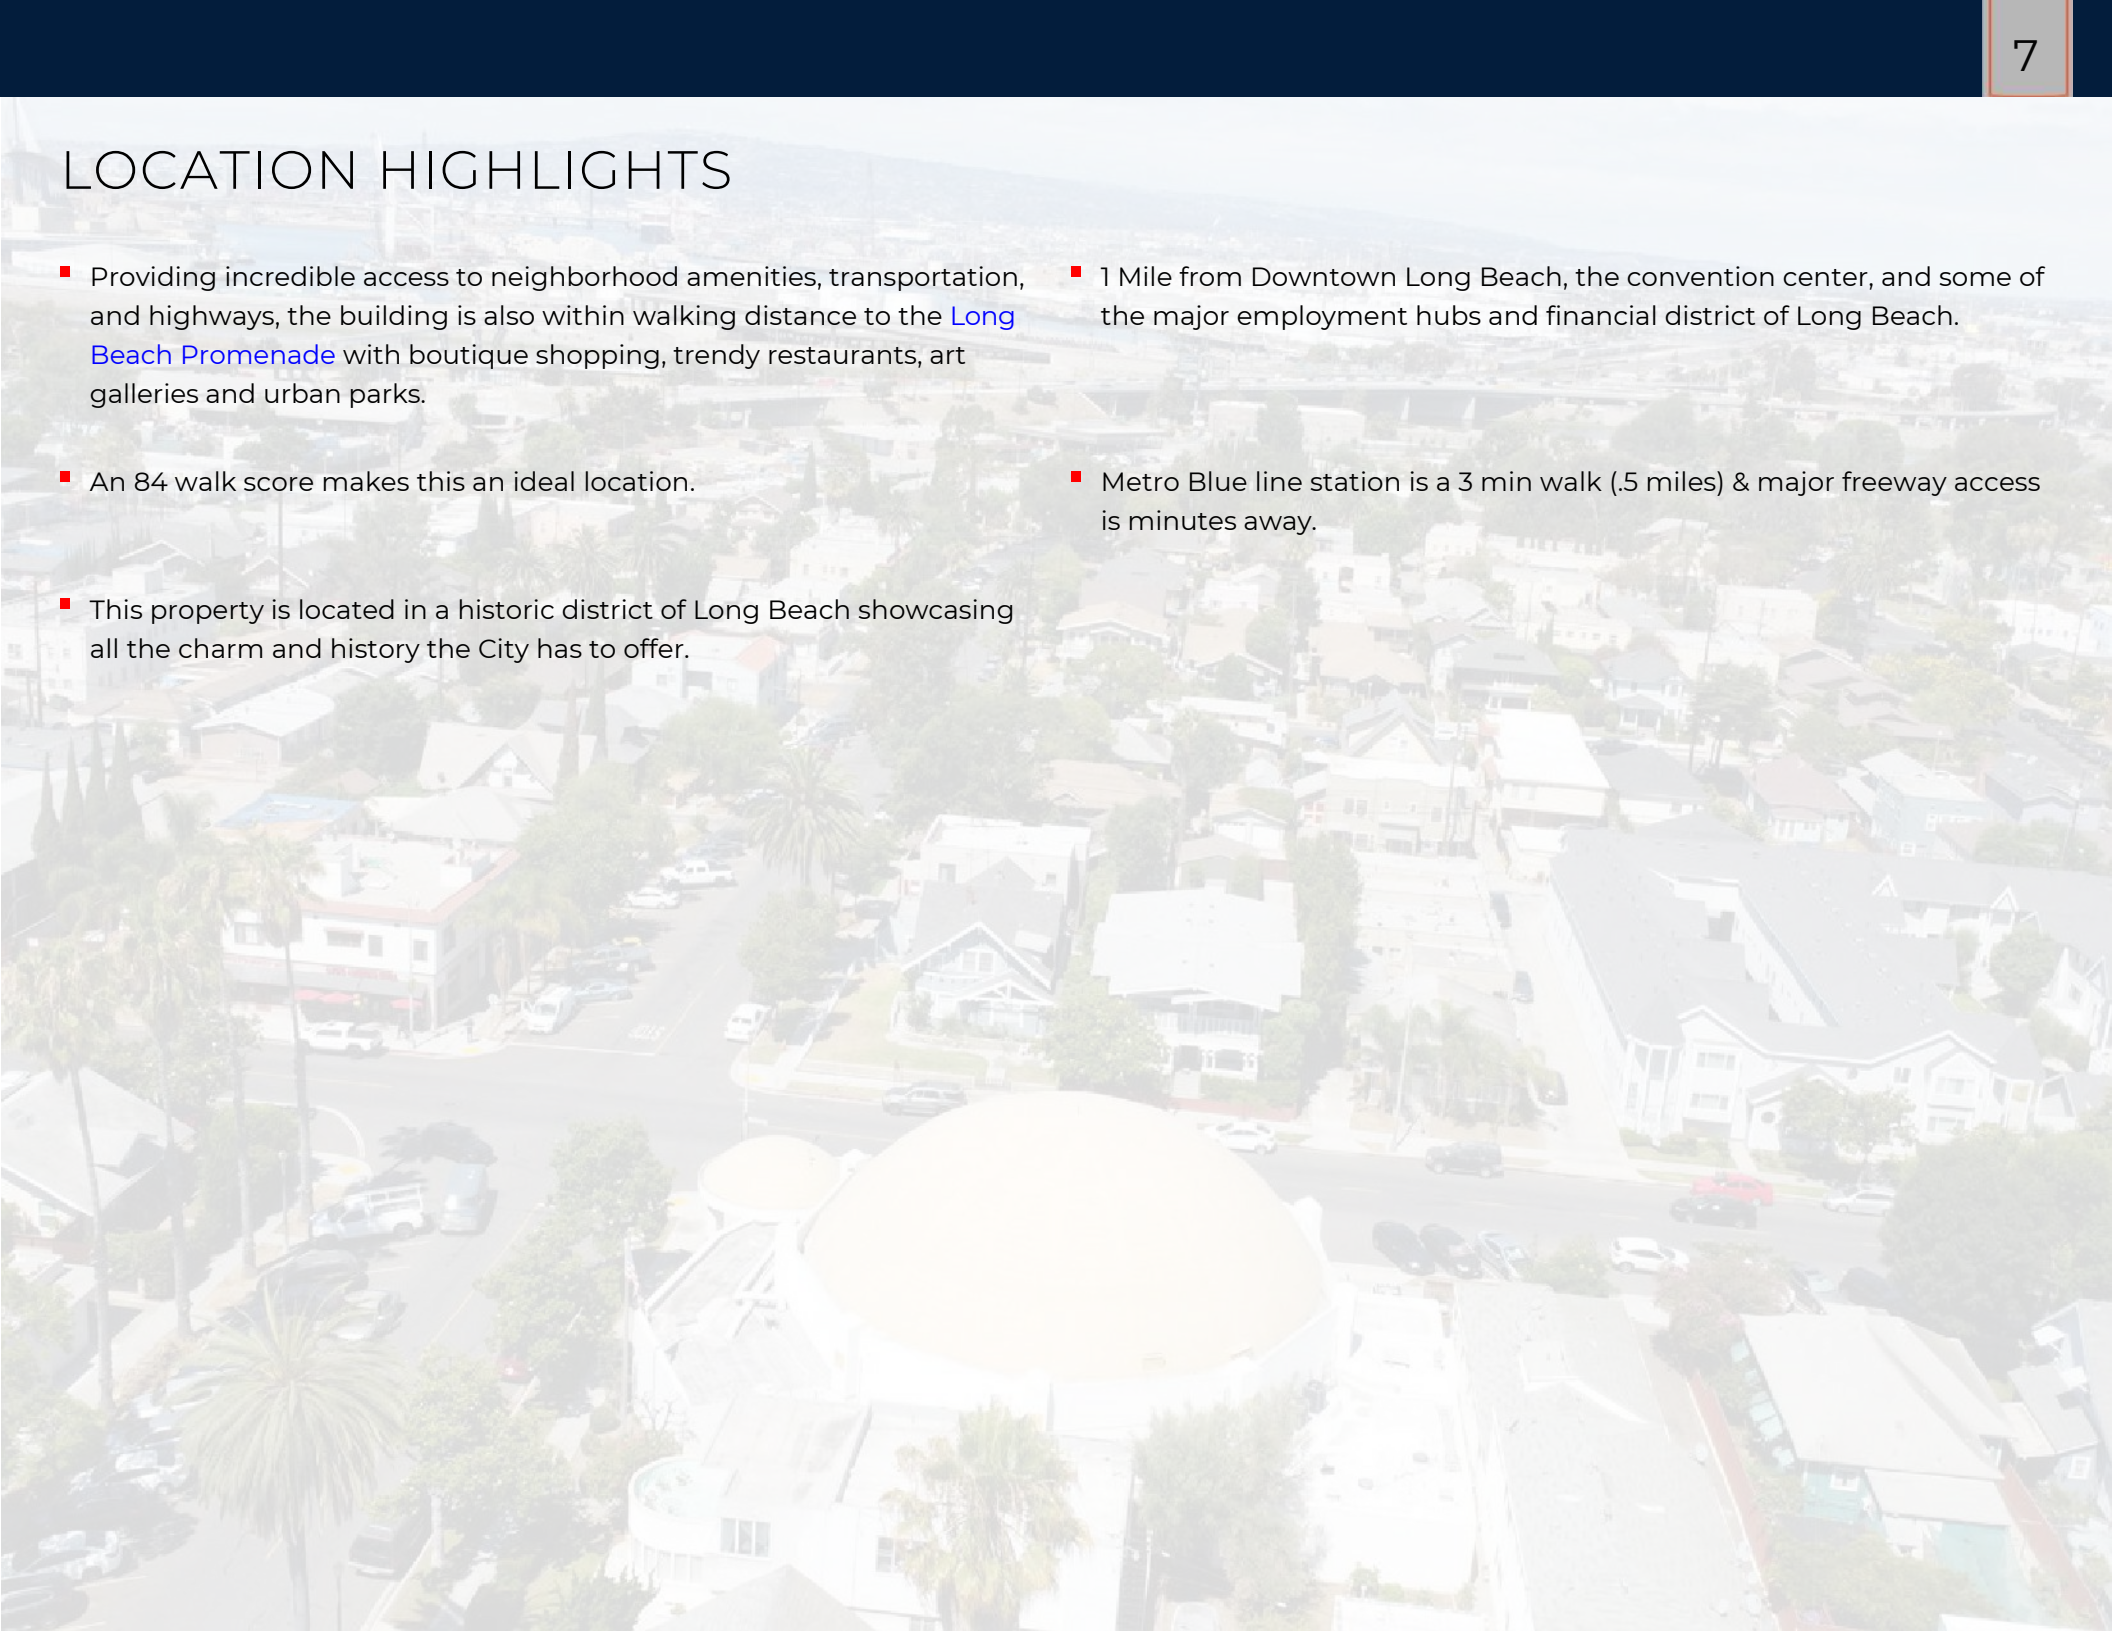 7
LOCATION HIGHLIGHTS
Providing incredible access to neighborhood amenities, transportation,
and highways, the building is also within walking distance to the Long
Beach Promenade with boutique shopping, trendy restaurants, art
galleries and urban parks.
1 Mile from Downtown Long Beach, the convention center, and some of
the major employment hubs and financial district of Long Beach.
An 84 walk score makes this an ideal location.
Metro Blue line station is a 3 min walk (.5 miles) & major freeway access
is minutes away.
This property is located in a historic district of Long Beach showcasing
all the charm and history the City has to offer.